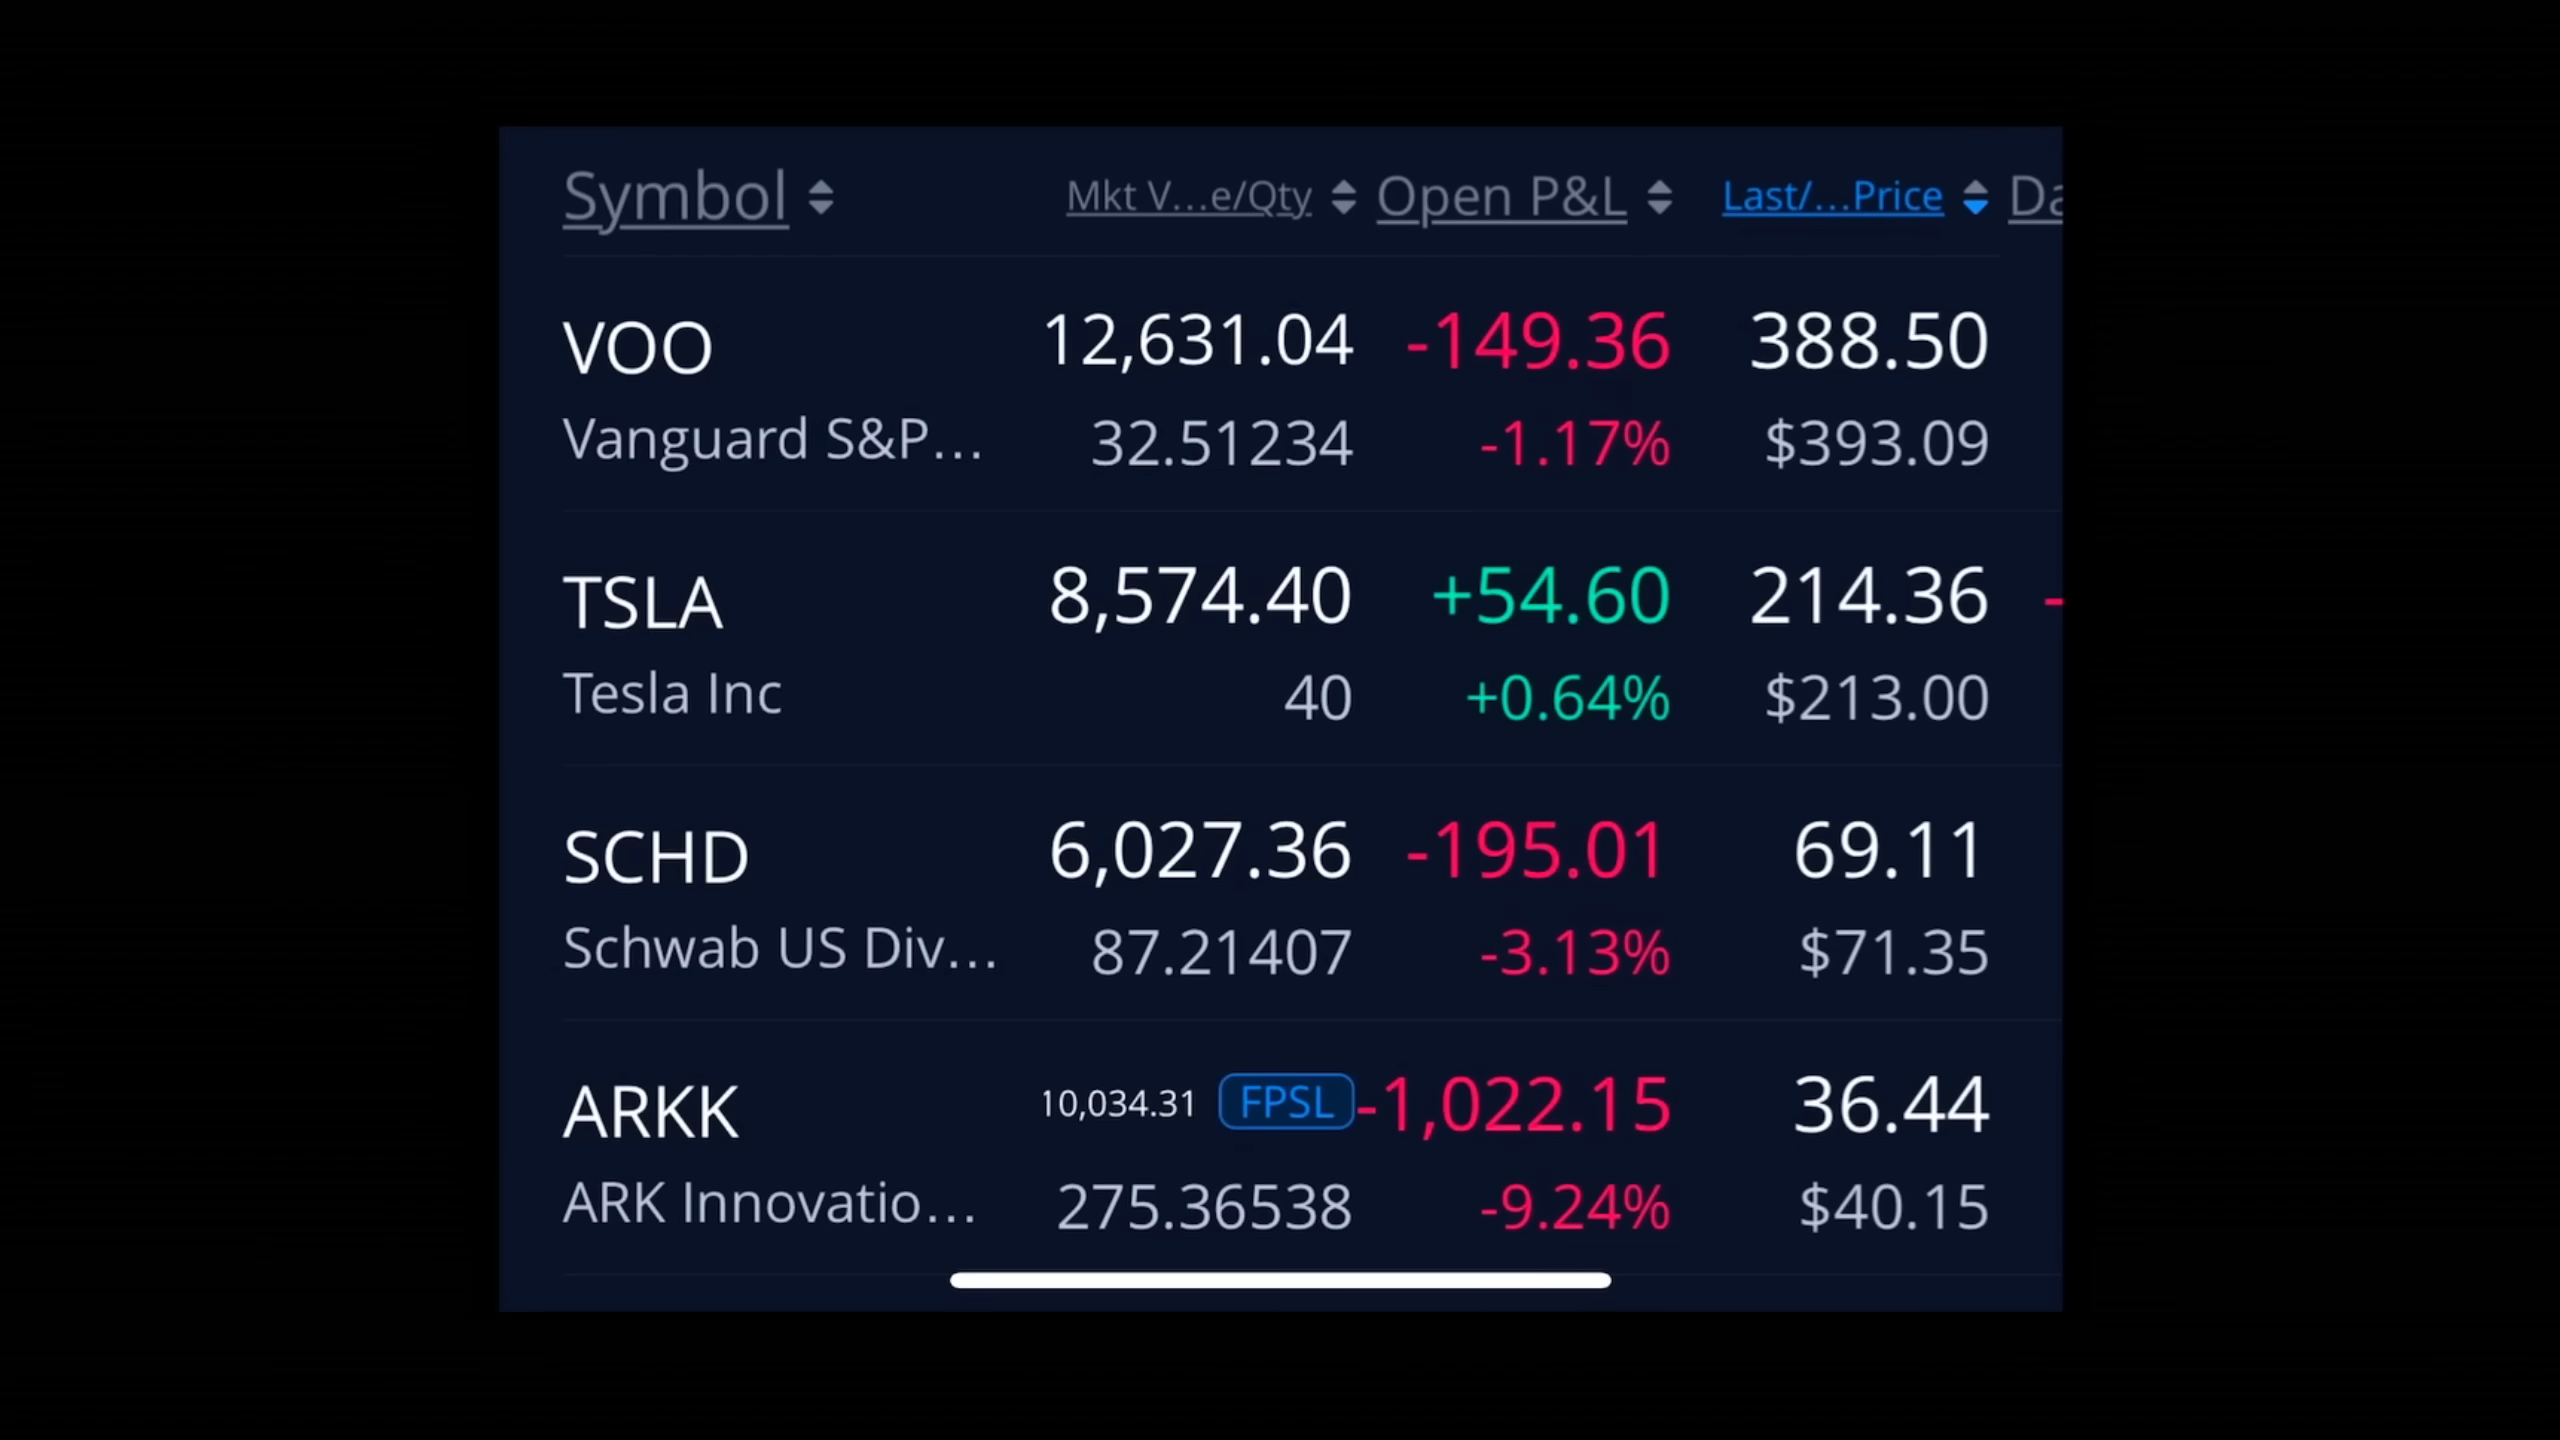 Symbol Mkt V...e/Qty Open P&L Last/...Price Da
VOO 12,631.04 -149.36 388.50
Vanguard S&P... 32.51234 -1.17% $393.09
TSLA 8,574.40 +54.60 214.36 -
Tesla Inc 40 +0.64% $213.00
SCHD 6,027.36 -195.01 69.11
Schwab US Div... 87.21407 -3.13% $71.35
ARKK 10,034.31 FPSL -1,022.15 36.44
ARK Innovatio... 275.36538 -9.24% $40.15